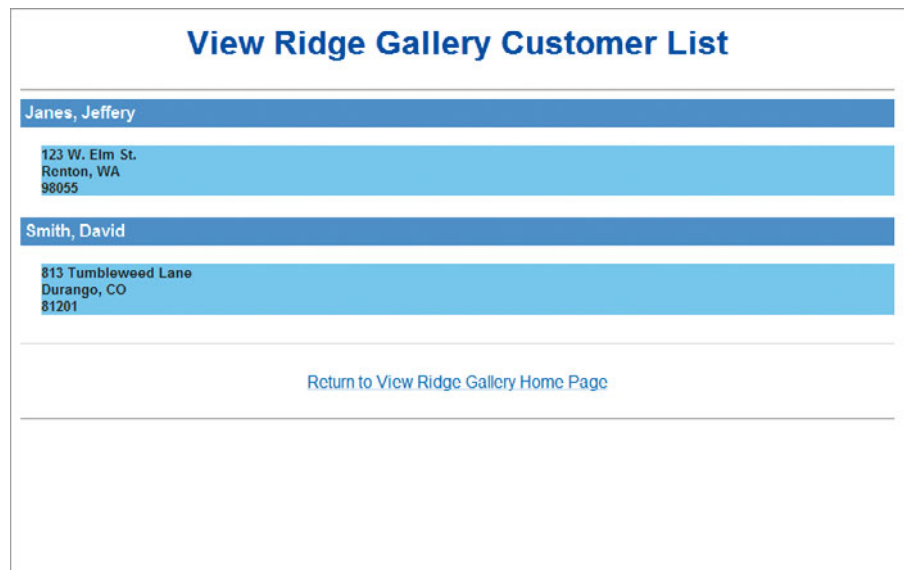 View Ridge Gallery Customer List
Janes, Jeffery
123 W. Elm St.
Renton, WA
98055
Smith, David
813 Tumbleweed Lane
Durango, CO
81201
Return to View Ridge Gallery Home Page